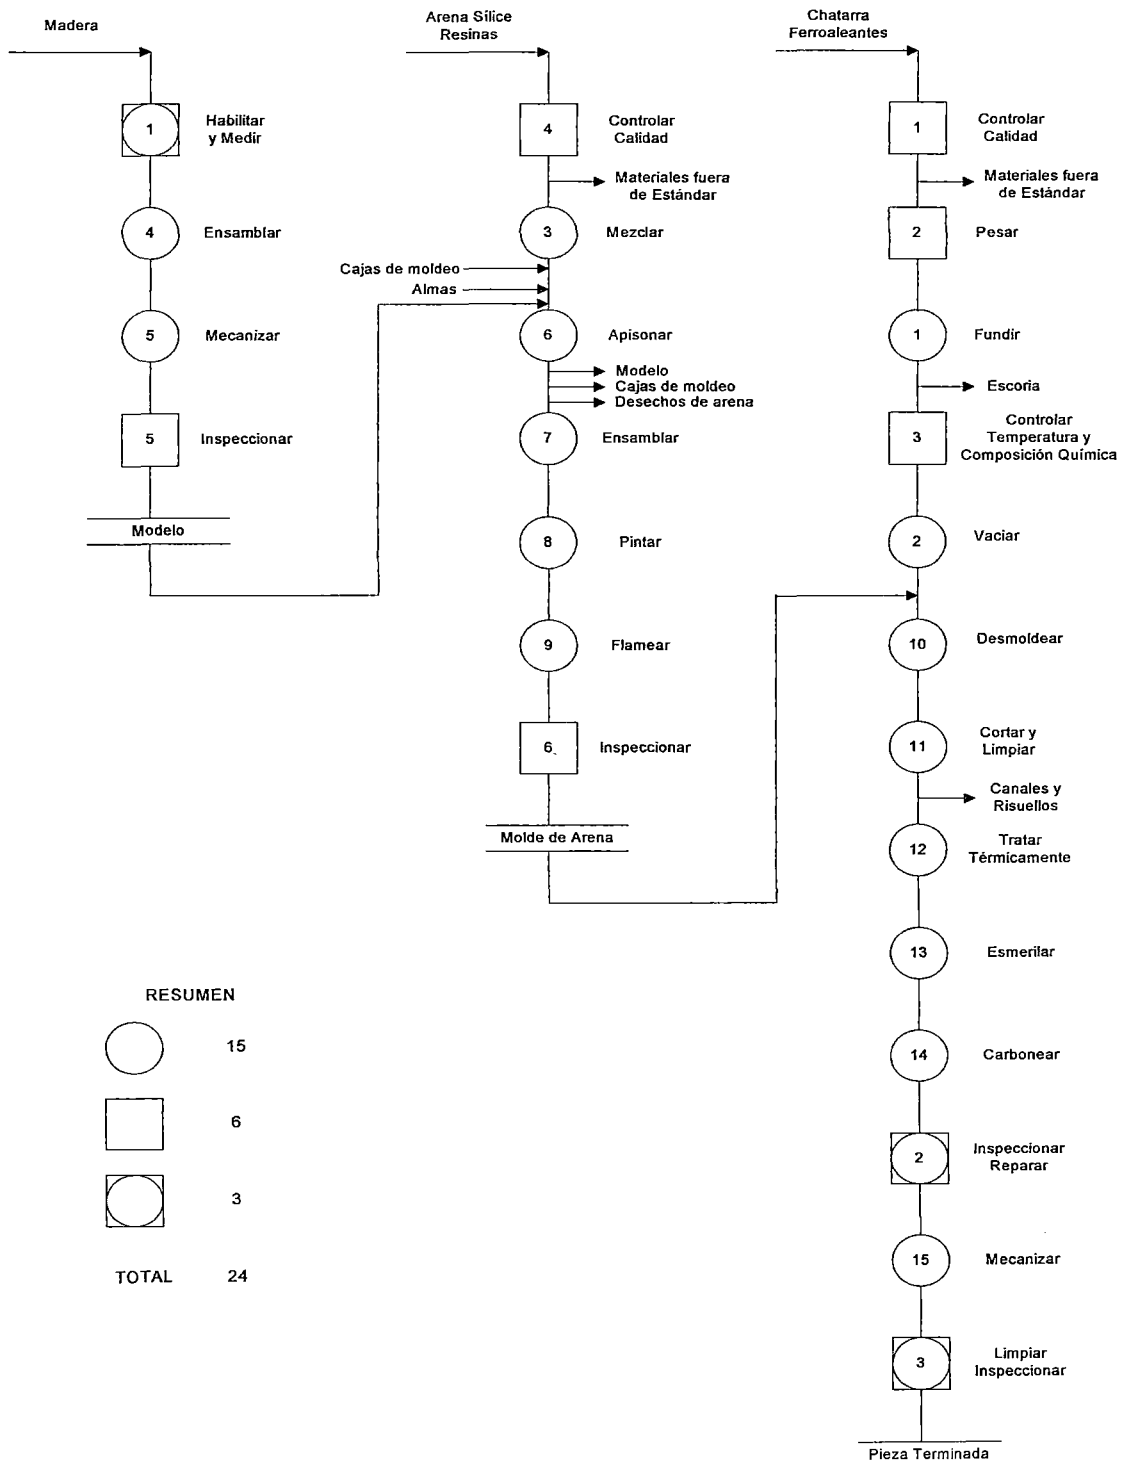 Madera
1
Habilitar
y Medir
4
Ensamblar
5
Mecanizar
5
Inspeccionar
Modelo
Arena Sílice
Resinas
4
Controlar
Calidad
Materiales fuera
de Estándar
3
Mezclar
Cajas de moldeo
Almas
6
Apisonar
Modelo
Cajas de moldeo
Desechos de arena
7
Ensamblar
8
Pintar
9
Flamear
6
Inspeccionar
Molde de Arena
Chatarra
Ferroaleantes
1
Controlar
Calidad
Materiales fuera
de Estándar
2
Pesar
1
Fundir
Escoria
3
Controlar
Temperatura y
Composición Química
2
Vaciar
10
Desmoldear
11
Cortar y
Limpiar
Canales y
Risuellos
12
Tratar
Térmicamente
13
Esmerilar
14
Carbonear
2
Inspeccionar
Reparar
15
Mecanizar
3
Limpiar
Inspeccionar
Pieza Terminada
RESUMEN
15
6
3
TOTAL 24